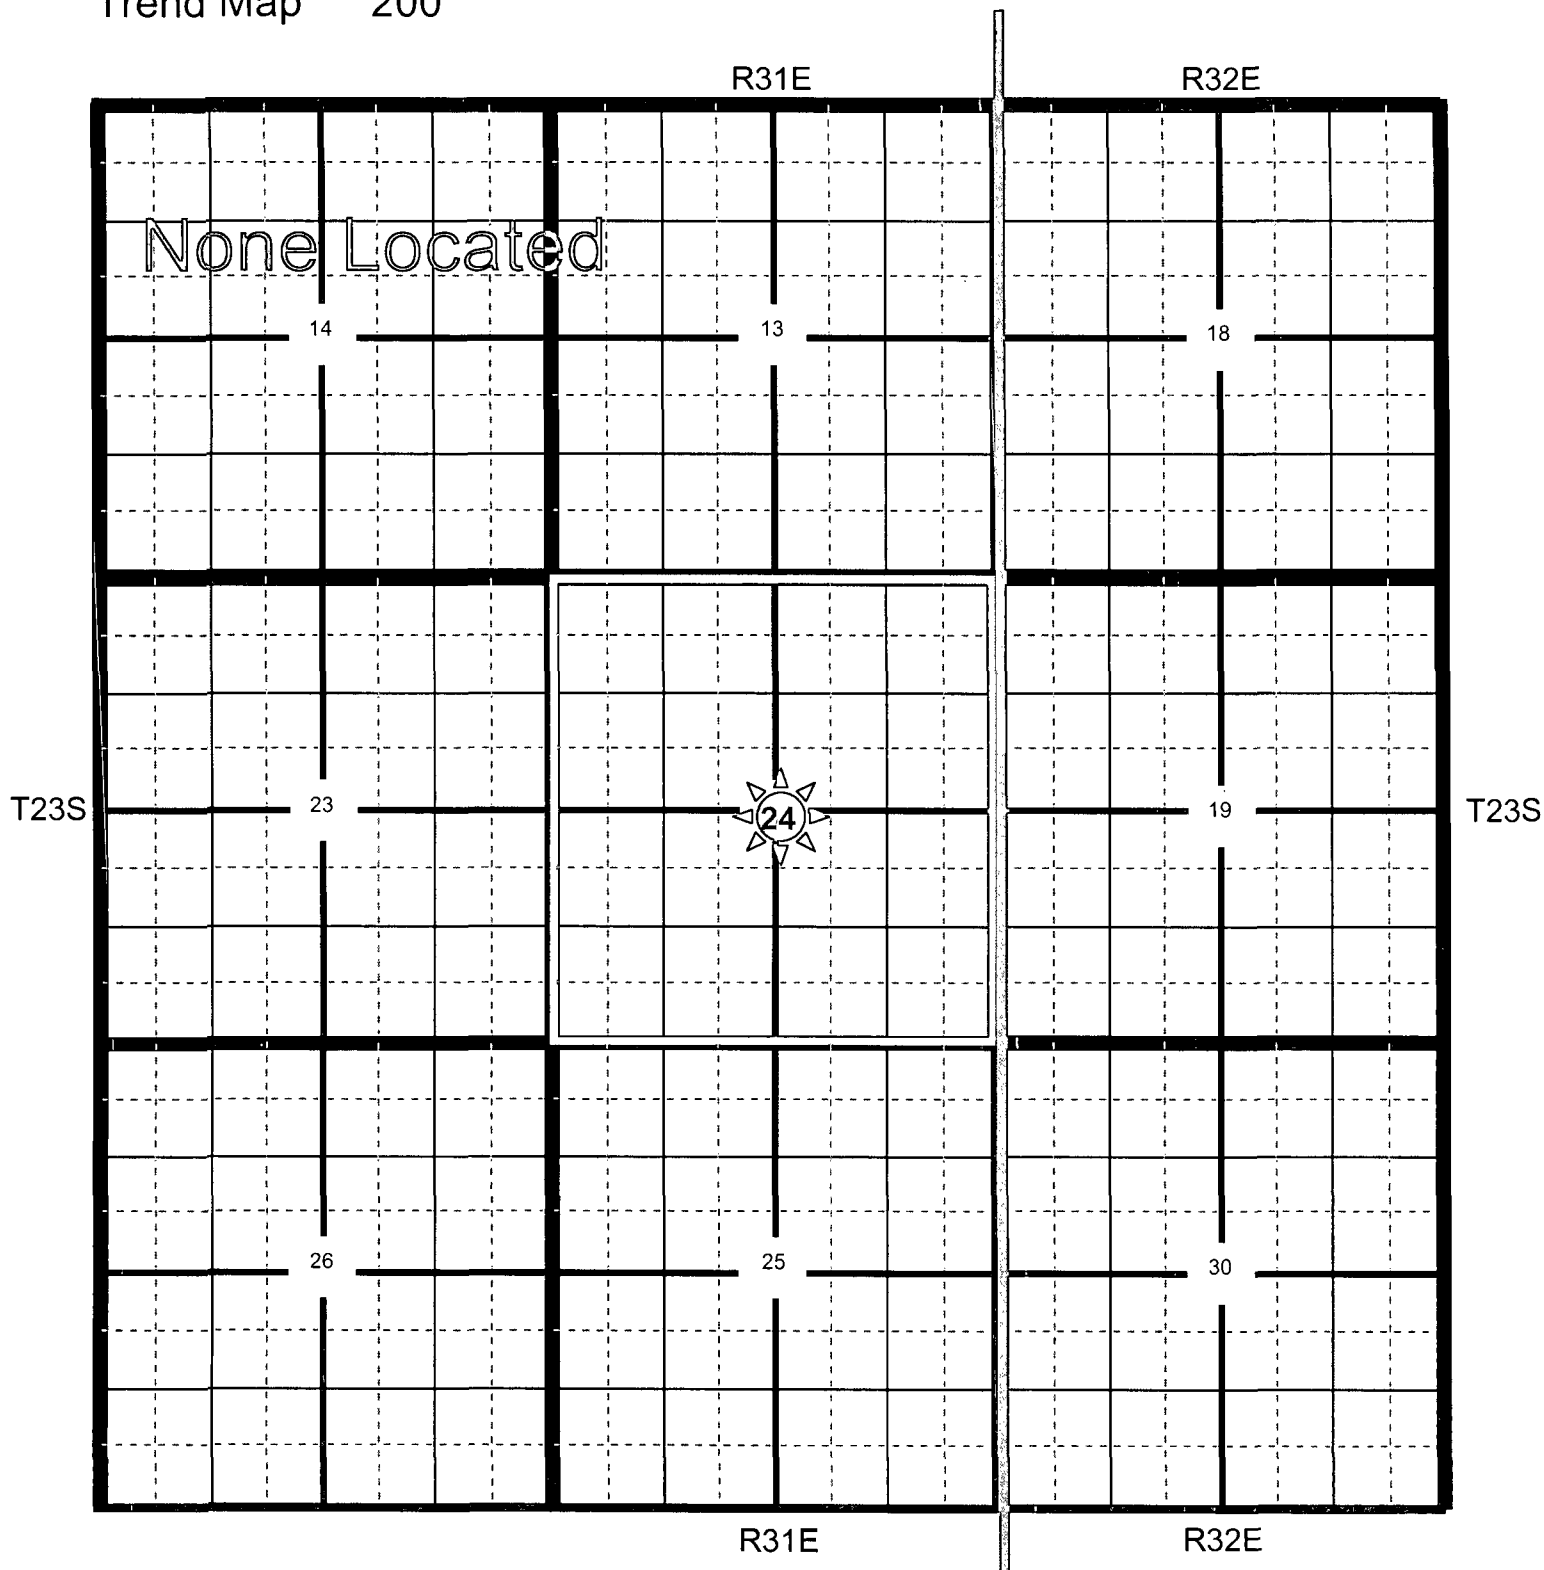 Trend Map 200
R31E R32E
None Located
14 13 18
T23S 23 24 19 T23S
26 25 30
R31E R32E